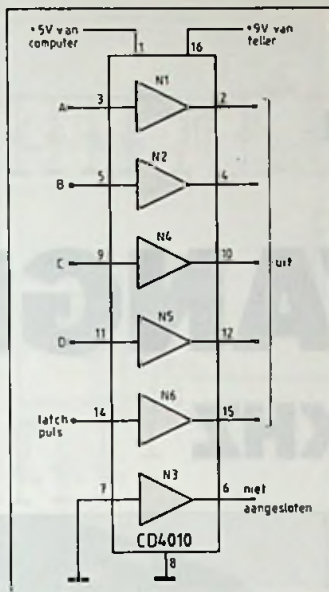 +5V van
computer
+9V van
teller
1
16
N1
A
3
2
N2
B
5
4
N4
C
9
10
uit
N5
D
11
12
N6
latch
puls
14
15
N3
7
6
niet
aangesloten
CD4010
8